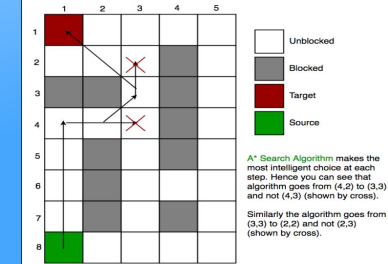 1 2 3 4 5
1
2
3
4
5
6
7
8
Unblocked
Blocked
Target
Source
A* Search Algorithm makes the
most intelligent choice at each
step. Hence you can see that
algorithm goes from (4,2) to (3,3)
and not (4,3) (shown by cross).
Similarly the algorithm goes from
(3,3) to (2,2) and not (2,3)
(shown by cross).